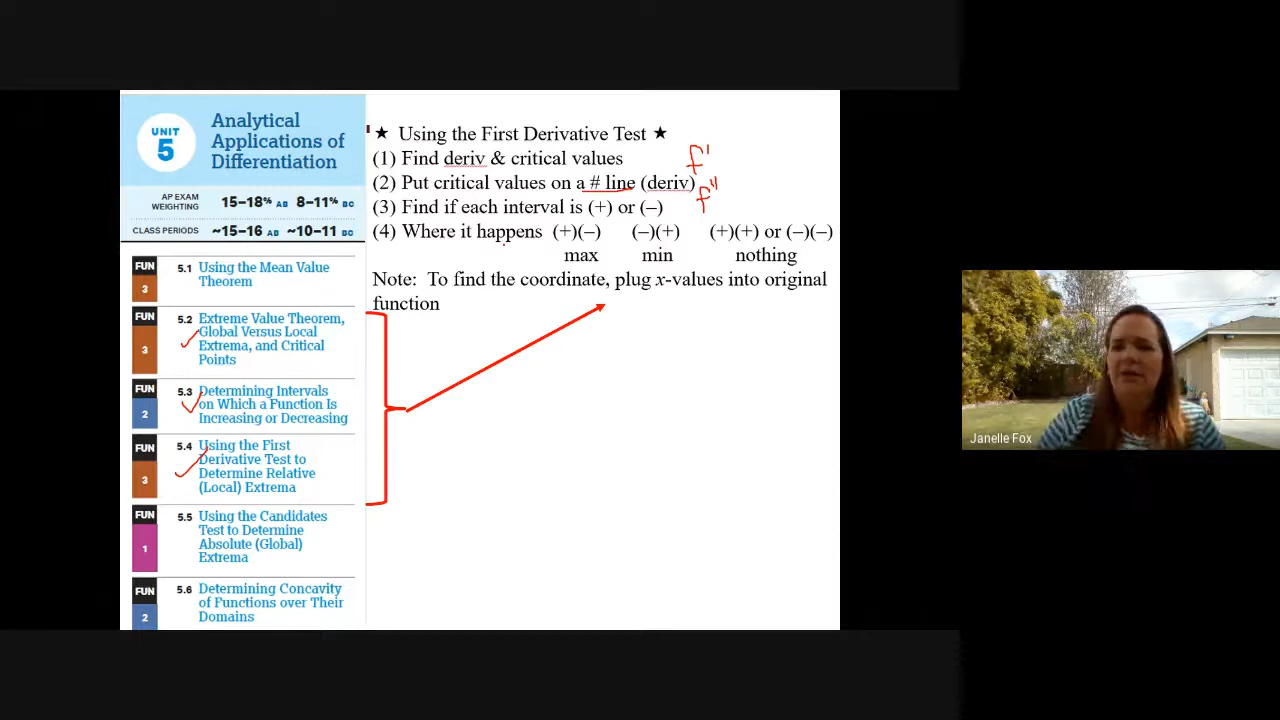 UNIT
5
Analytical
Applications of
Differentiation
AP EXAM
WEIGHTING
15–18% AB 8–11% BC
CLASS PERIODS ~15–16 AB ~10–11 BC
FUN
3
5.1 Using the Mean Value
Theorem
FUN
3
5.2 Extreme Value Theorem,
Global Versus Local
Extrema, and Critical
Points
FUN
2
5.3 Determining Intervals
on Which a Function Is
Increasing or Decreasing
FUN
3
5.4 Using the First
Derivative Test to
Determine Relative
(Local) Extrema
FUN
1
5.5 Using the Candidates
Test to Determine
Absolute (Global)
Extrema
FUN
2
5.6 Determining Concavity
of Functions over Their
Domains
★ Using the First Derivative Test ★
(1) Find deriv & critical values f'
(2) Put critical values on a # line (deriv) f"
(3) Find if each interval is (+) or (–)
(4) Where it happens (+)(–) (–)(+) (+)(+) or (–)(–)
max min nothing
Note: To find the coordinate, plug x-values into original
function
Janelle Fox